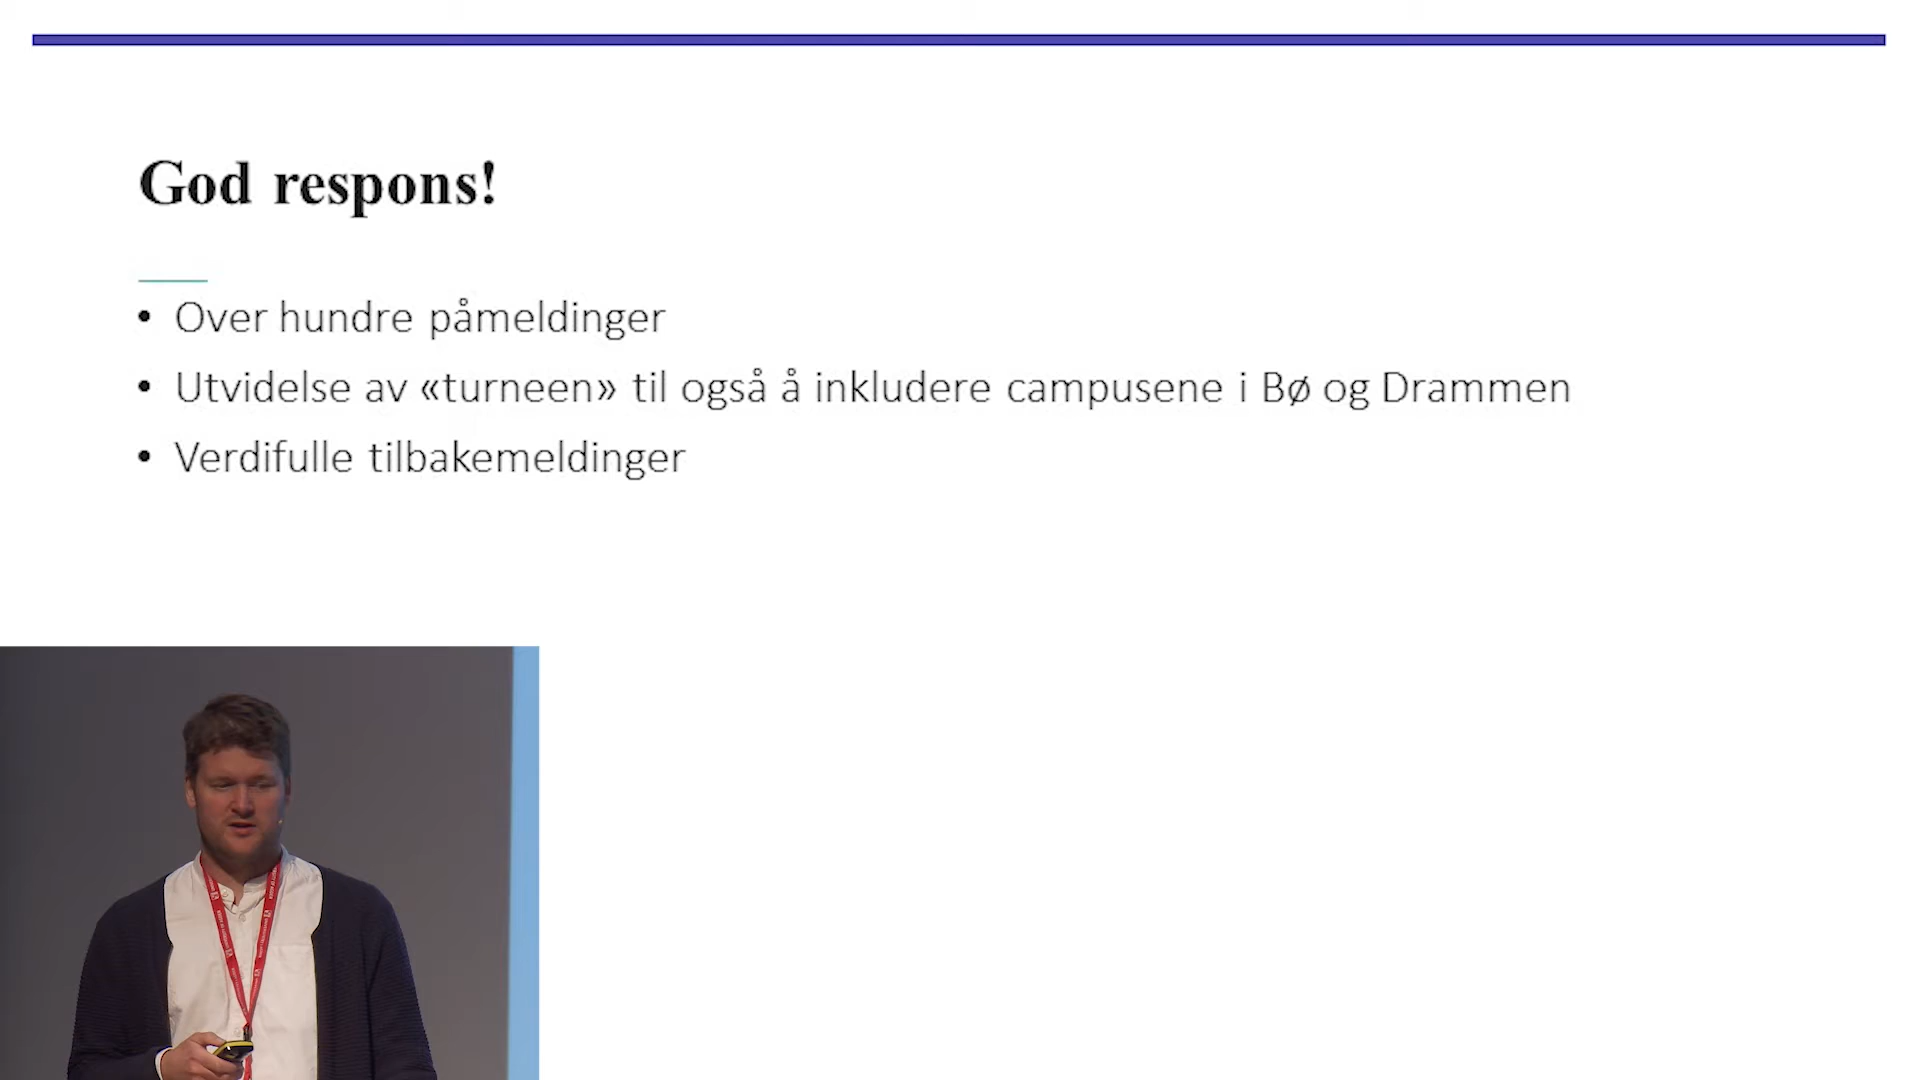 God respons!
• Over hundre påmeldinger
• Utvidelse av «turneen» til også å inkludere campusene i Bø og Drammen
• Verdifulle tilbakemeldinger